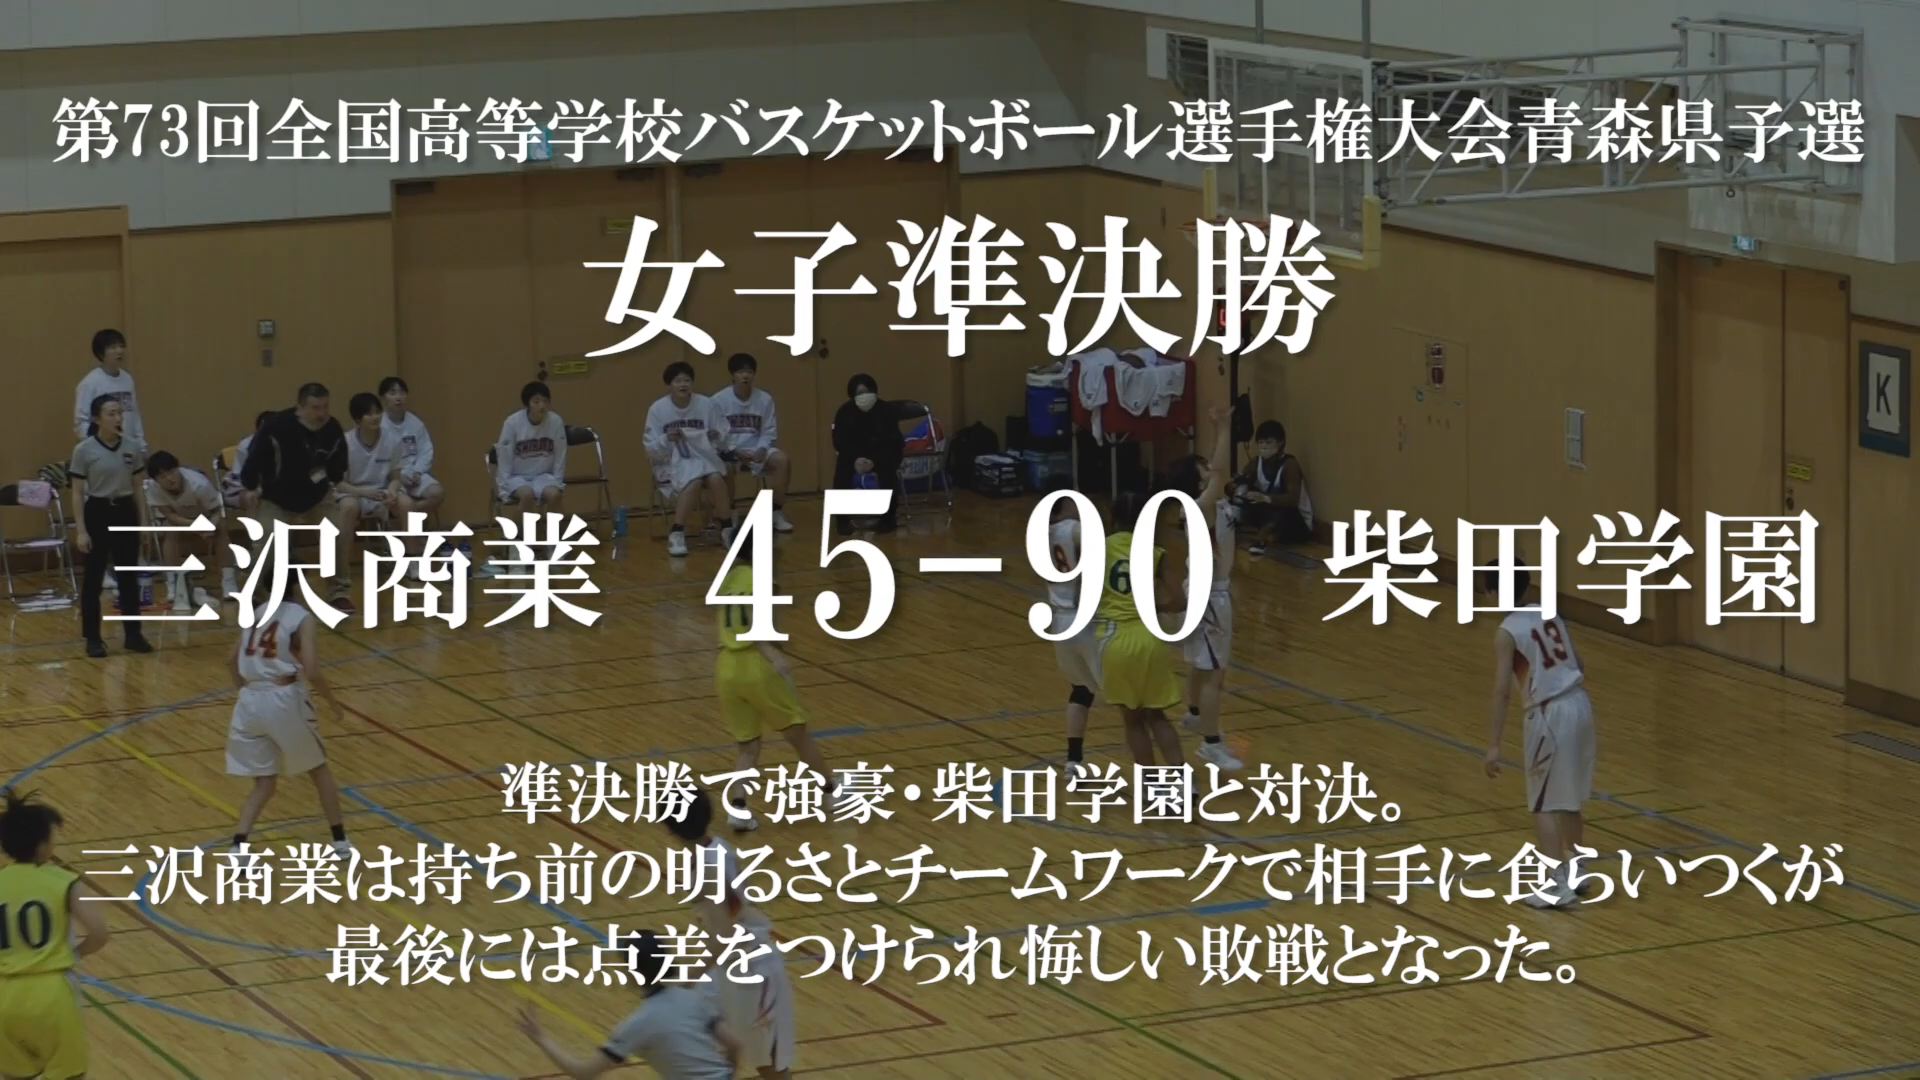 第73回全国高等学校バスケットボール選手権大会青森県予選
女子準決勝
三沢商業 45-90 柴田学園
準決勝で強豪・柴田学園と対決。
三沢商業は持ち前の明るさとチームワークで相手に食らいつくが
最後には点差をつけられ悔しい敗戦となった。
K
14
11
6
13
10